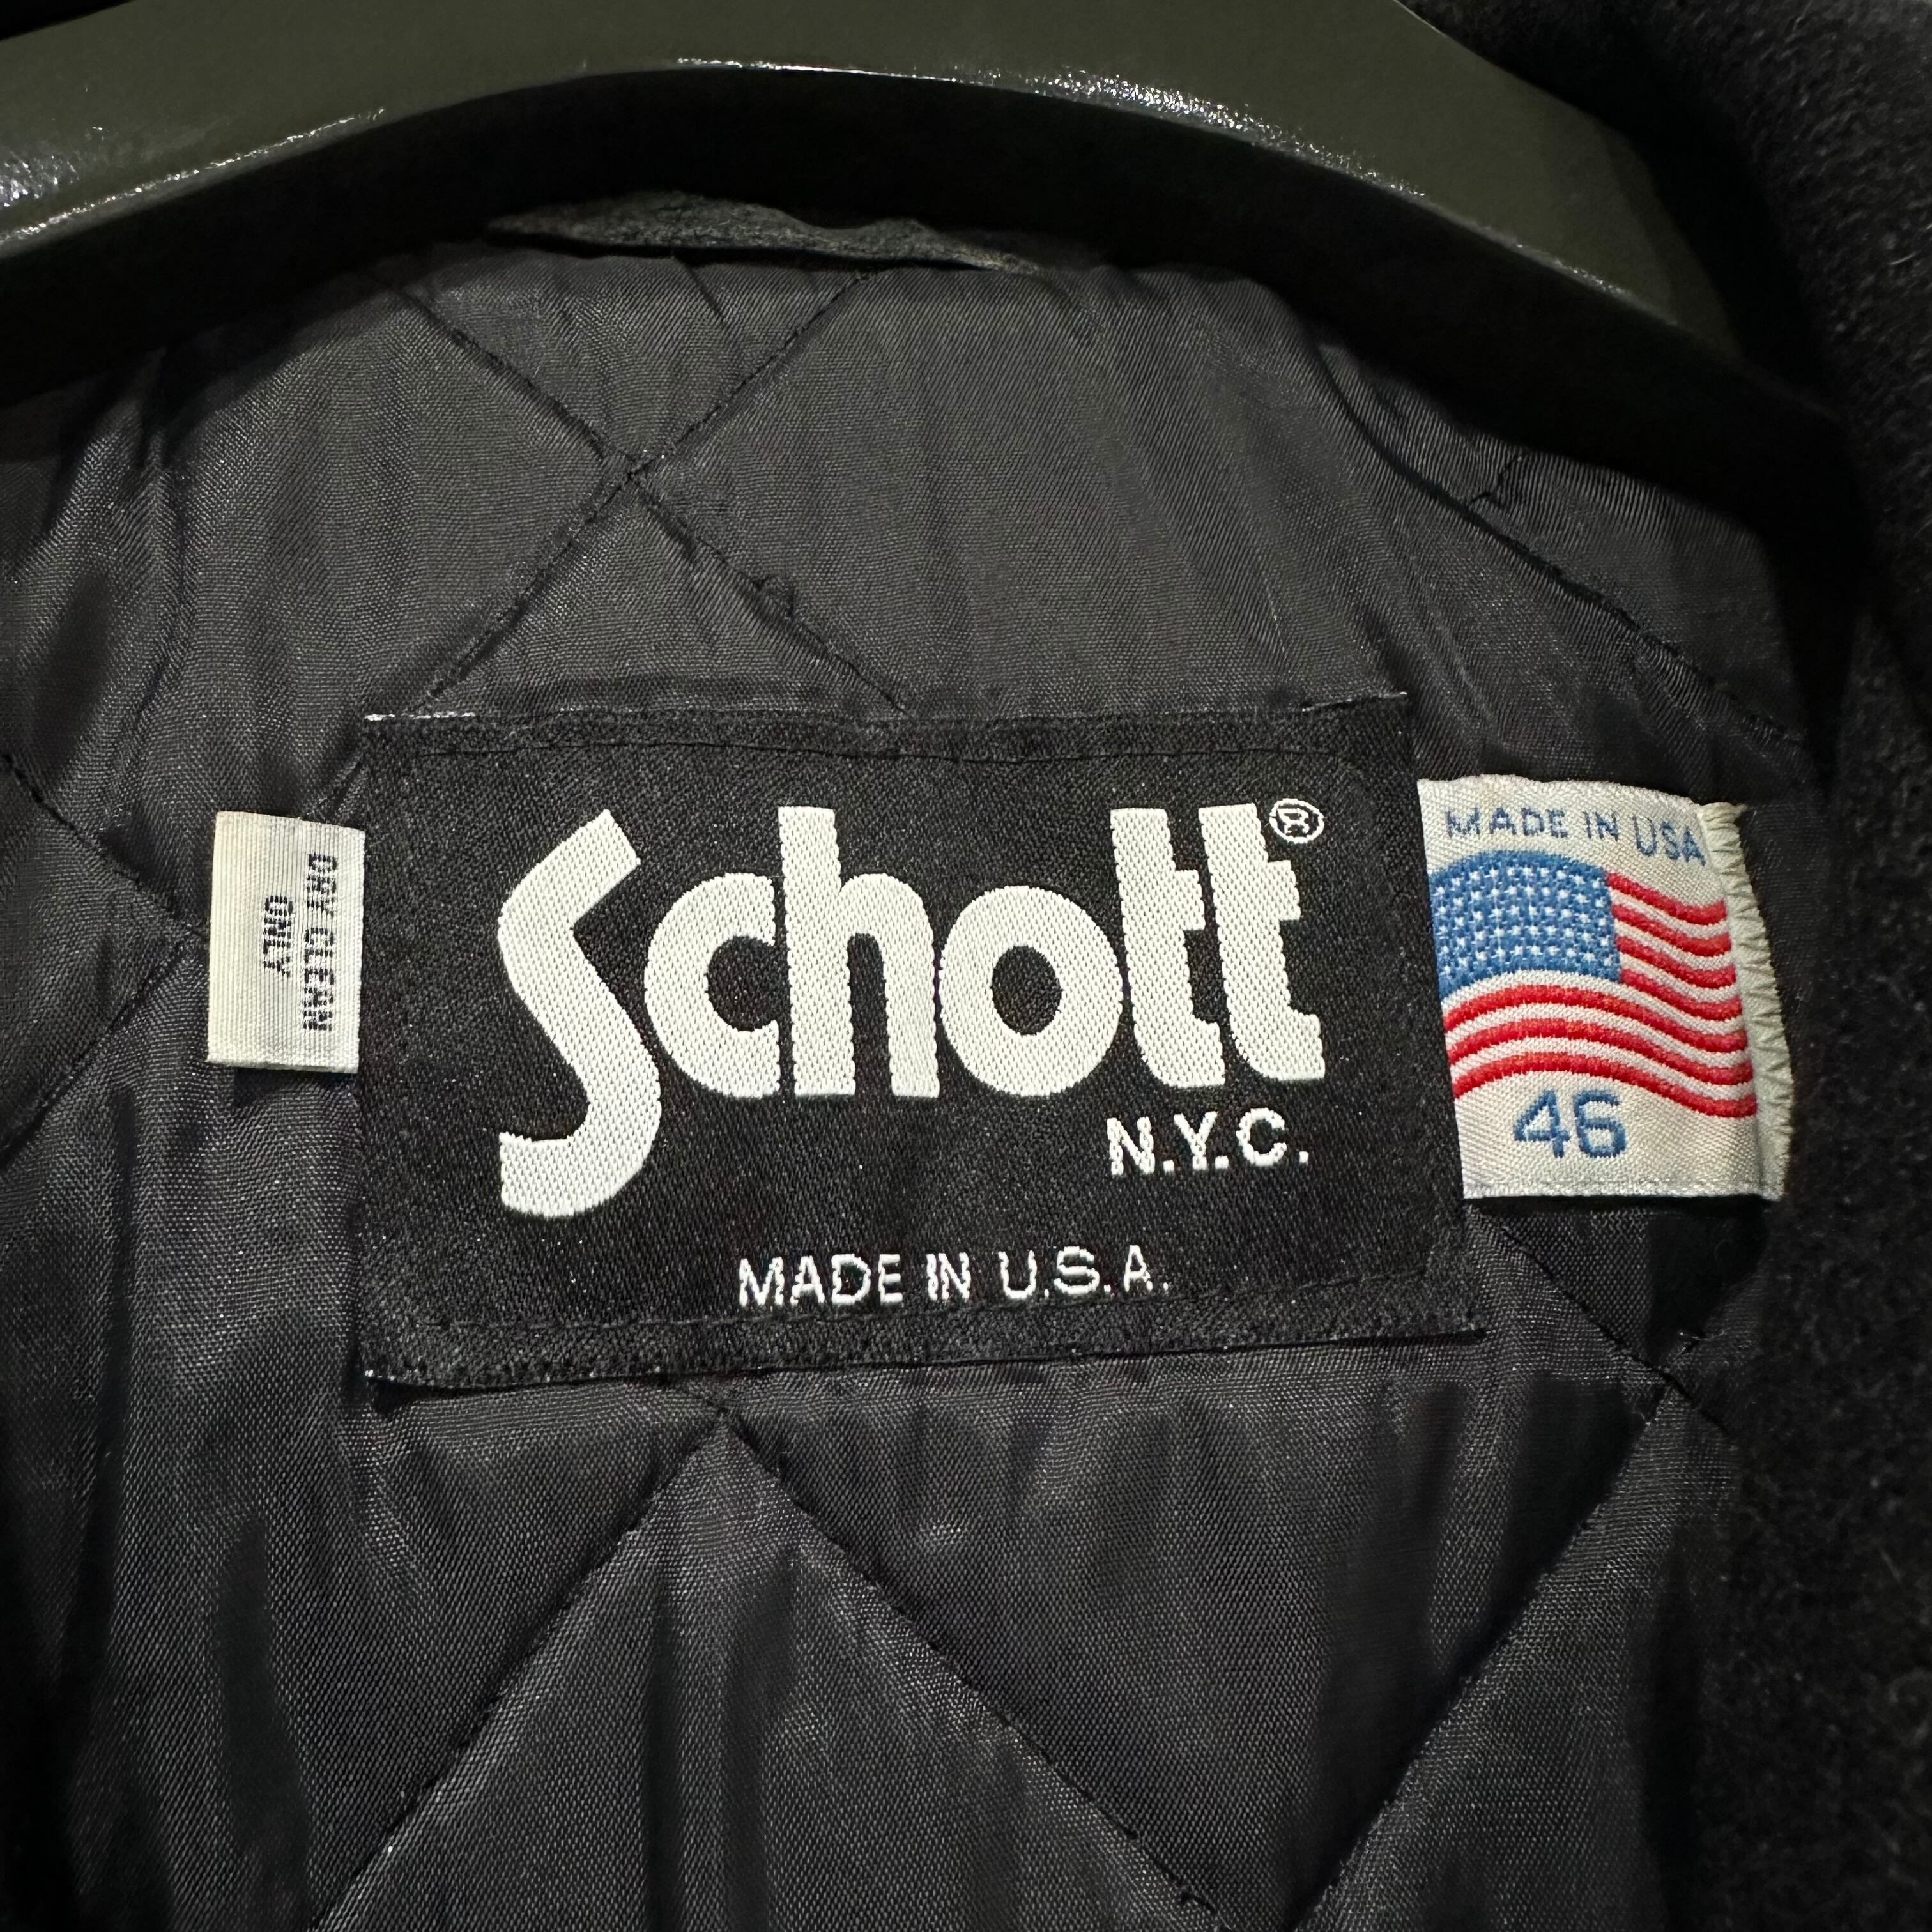 DRY CLEAN
ONLY
Schott®
N.Y.C.
MADE IN U.S.A.
MADE IN USA
46